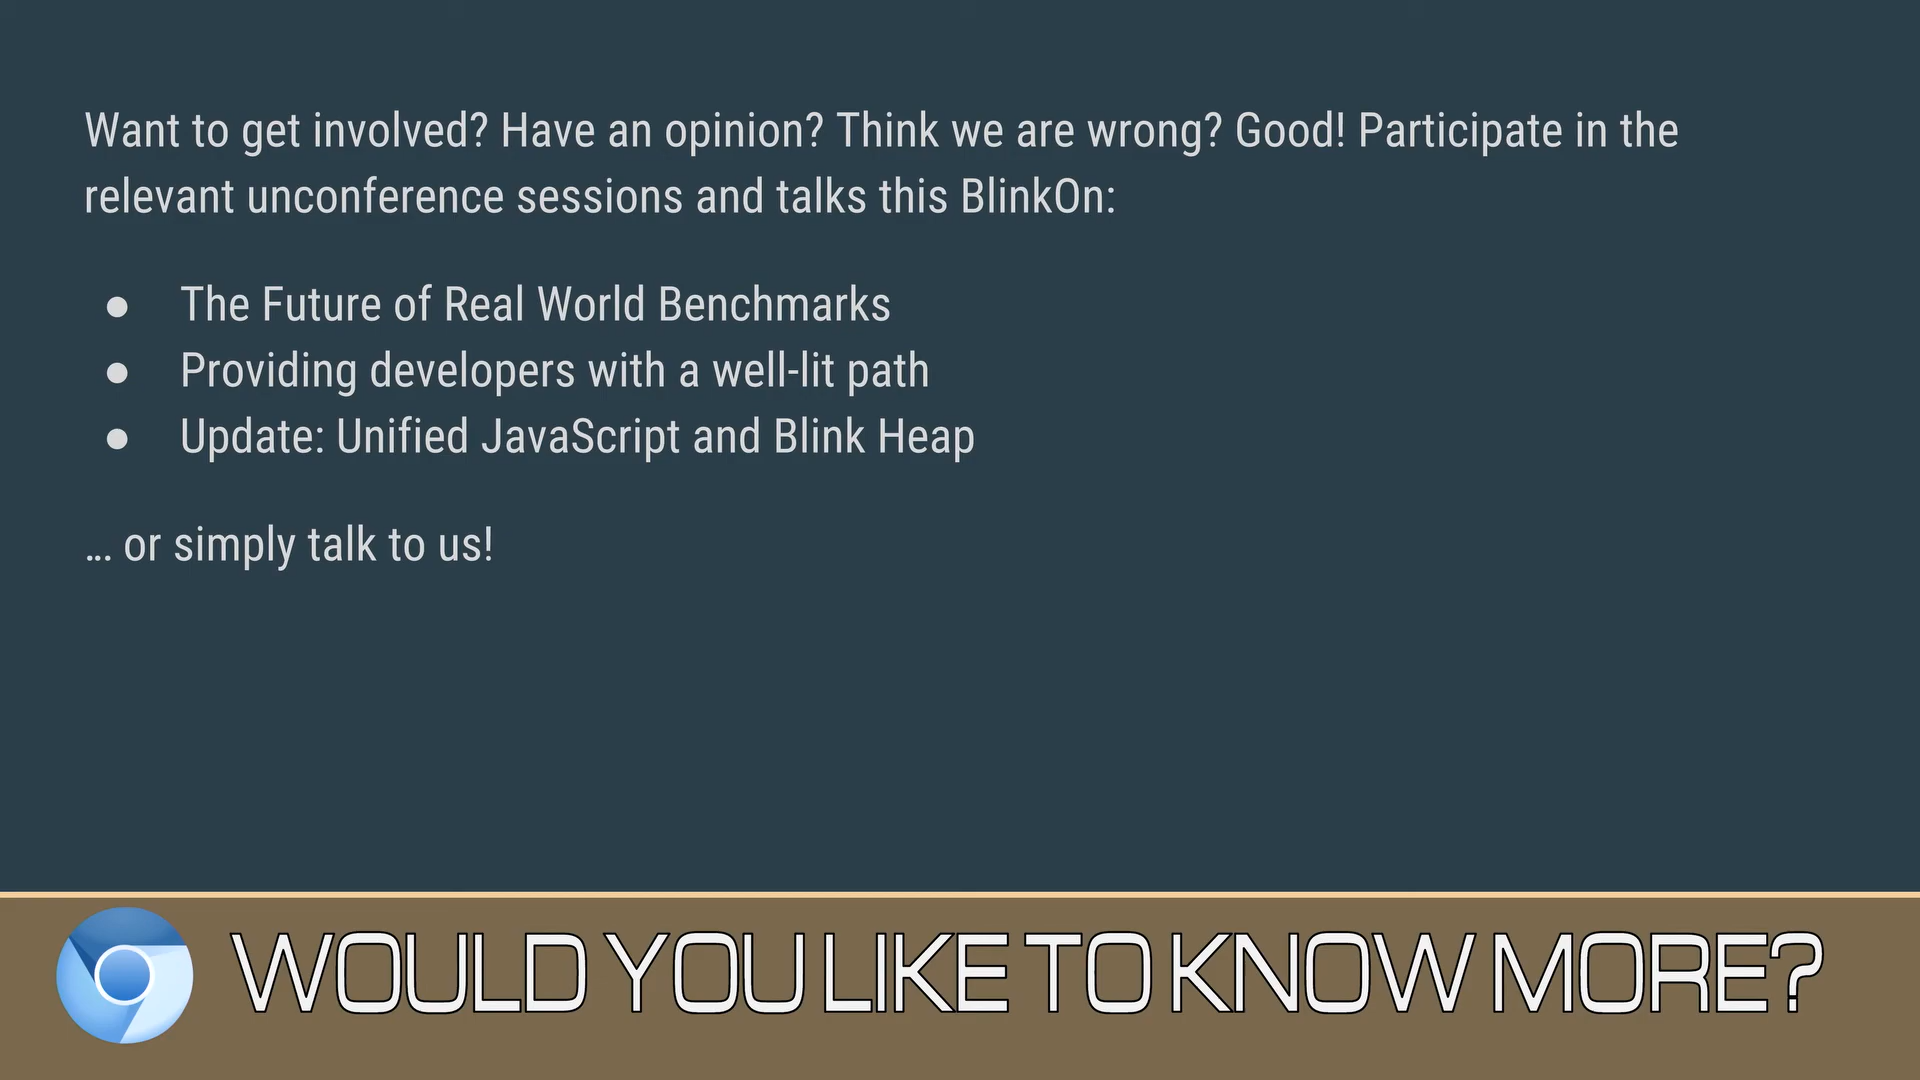 Want to get involved? Have an opinion? Think we are wrong? Good! Participate in the
relevant unconference sessions and talks this BlinkOn:
● The Future of Real World Benchmarks
● Providing developers with a well-lit path
● Update: Unified JavaScript and Blink Heap
… or simply talk to us!
WOULD YOU LIKE TO KNOW MORE?